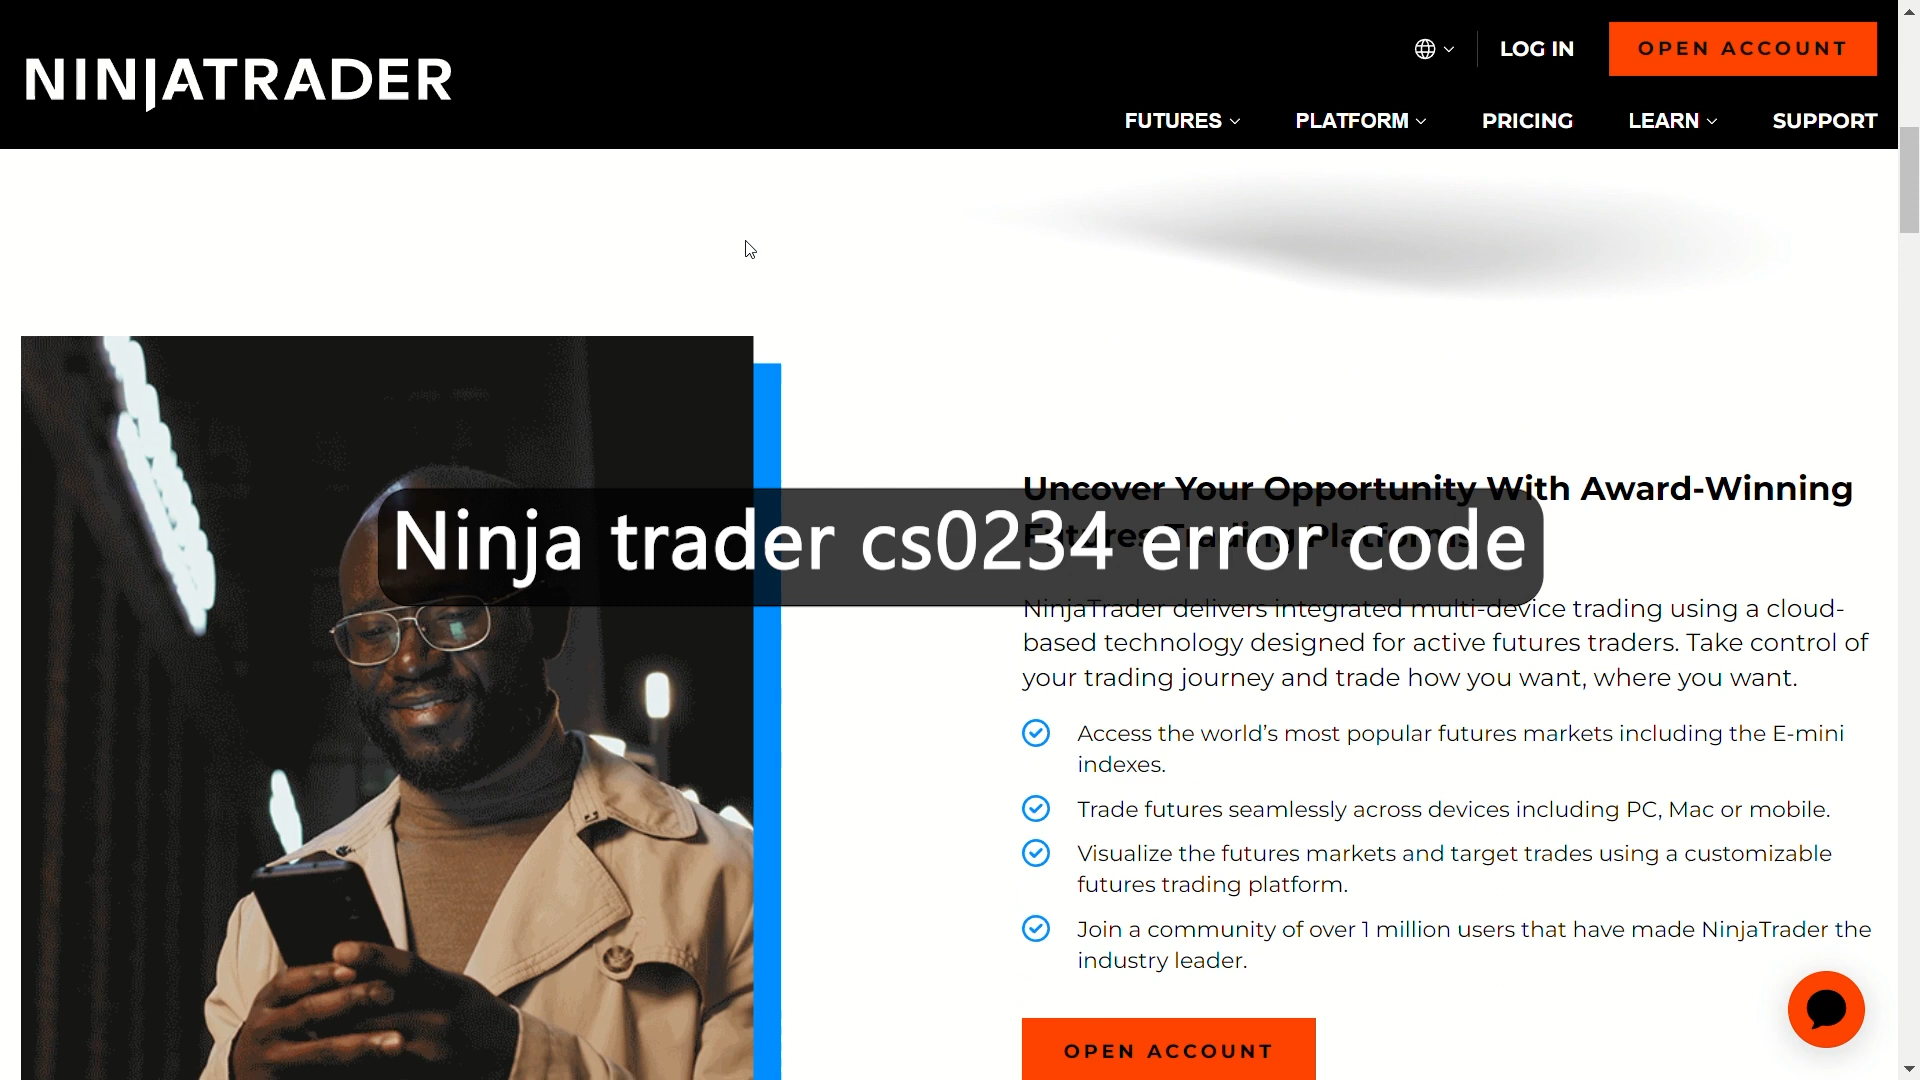 NINJATRADER
LOG IN
OPEN ACCOUNT
FUTURES
PLATFORM
PRICING
LEARN
SUPPORT
Uncover Your Opportunity With Award-Winning
Futures Trading Platforms
Ninja trader cs0234 error code
NinjaTrader delivers integrated multi-device trading using a cloud-
based technology designed for active futures traders. Take control of
your trading journey and trade how you want, where you want.
Access the world’s most popular futures markets including the E-mini
indexes.
Trade futures seamlessly across devices including PC, Mac or mobile.
Visualize the futures markets and target trades using a customizable
futures trading platform.
Join a community of over 1 million users that have made NinjaTrader the
industry leader.
OPEN ACCOUNT